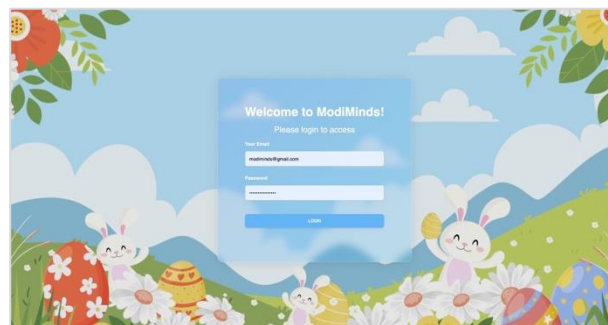 Welcome to ModiMinds!
Please login to access
Your Email
modiminds@gmail.com
Password
LOGIN